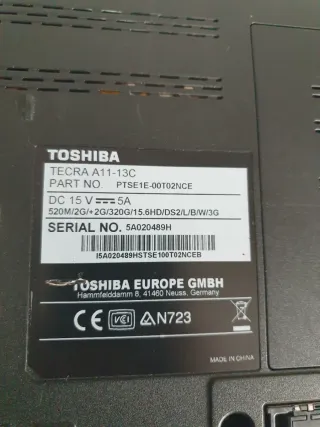 TOSHIBA
TECRA A11-13C
PART NO. PTSE1E-00T02NCE
DC 15 V ⎓ 5A
520M/2G/+2G/320G/15.6HD/DS2/L/B/W/3G
SERIAL NO. 5A020489H
I5A020489HSTSE100T02NCEB
TOSHIBA EUROPE GMBH
Hammfelddamm 8, 41460 Neuss, Germany
CE VCI N723
MADE IN CHINA